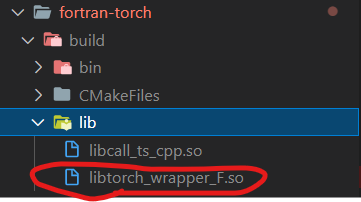 fortran-torch
build
bin
CMakeFiles
lib
libcall_ts_cpp.so
libtorch_wrapper_F.so